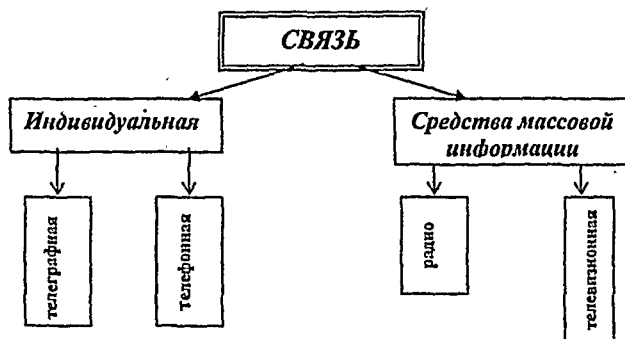 СВЯЗЬ
Индивидуальная
Средства массовой
информации
телеграфная
телефонная
радио
телевизионная